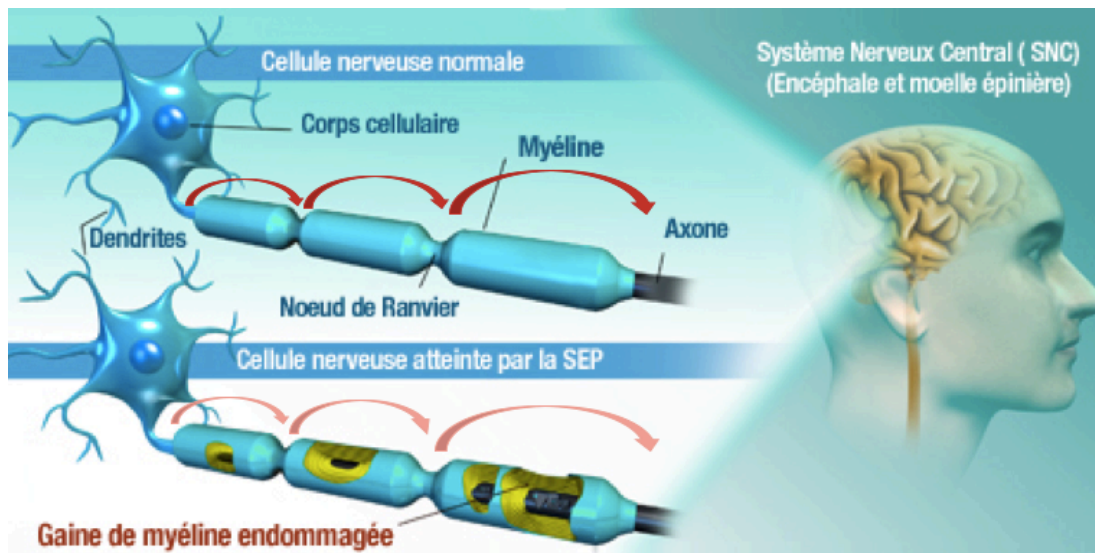 Cellule nerveuse normale
Système Nerveux Central ( SNC)
(Encéphale et moelle épinière)
Corps cellulaire
Myéline
Axone
Dendrites
Noeud de Ranvier
Cellule nerveuse atteinte par la SEP
Gaine de myéline endommagée